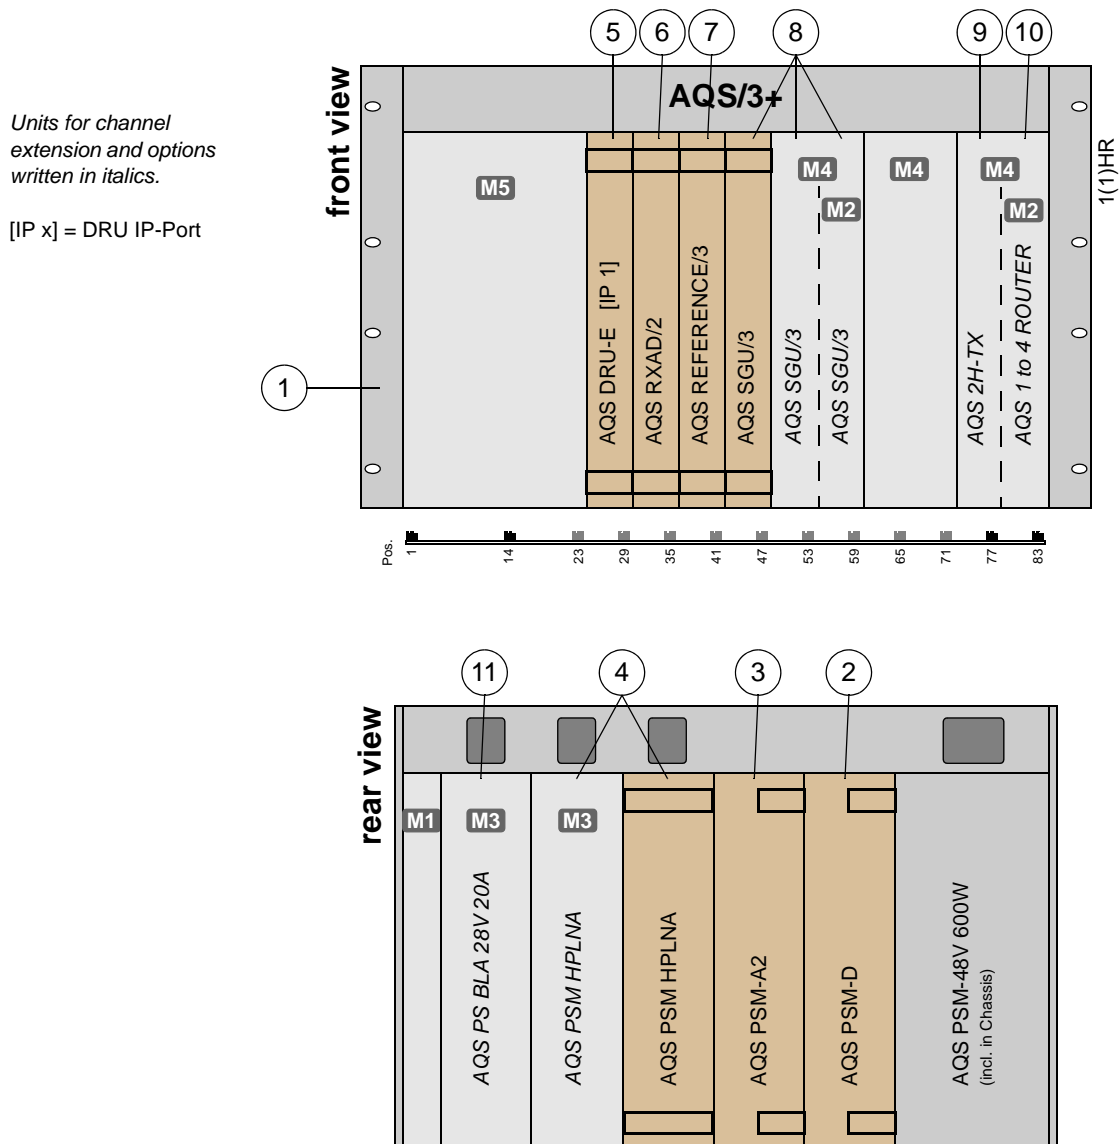 5 6 7 8 9 10
front view
AQS/3+
Units for channel
extension and options
written in italics.
[IP x] = DRU IP-Port
1(1)HR
M5
M4
M2
M4
M4
M2
1
AQS DRU-E [IP 1]
AQS RXAD/2
AQS REFERENCE/3
AQS SGU/3
AQS SGU/3
AQS SGU/3
AQS 2H-TX
AQS 1 to 4 ROUTER
Pos. 1 14 23 29 35 41 47 53 59 65 71 77 83
11 4 3 2
rear view
M1
M3
M3
AQS PS BLA 28V 20A
AQS PSM HPLNA
AQS PSM HPLNA
AQS PSM-A2
AQS PSM-D
AQS PSM-48V 600W
(incl. in Chassis)